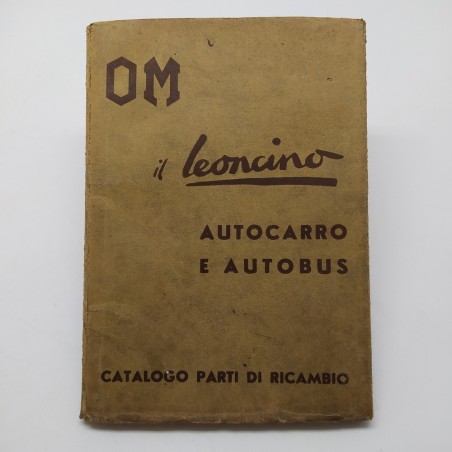 OM
il leoncino
AUTOCARRO
E AUTOBUS
CATALOGO PARTI DI RICAMBIO